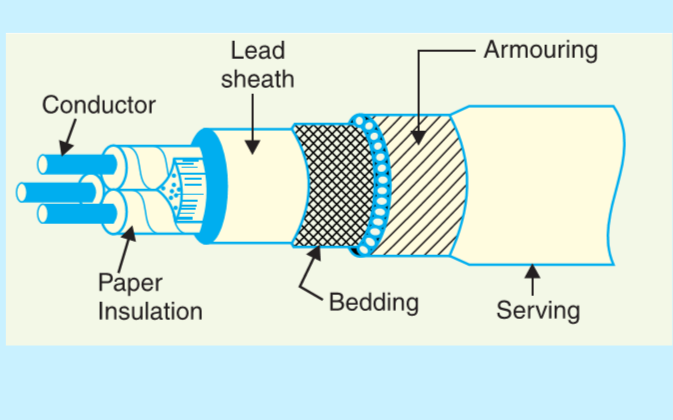 Lead
sheath
Armouring
Conductor
Paper
Insulation
Bedding
Serving